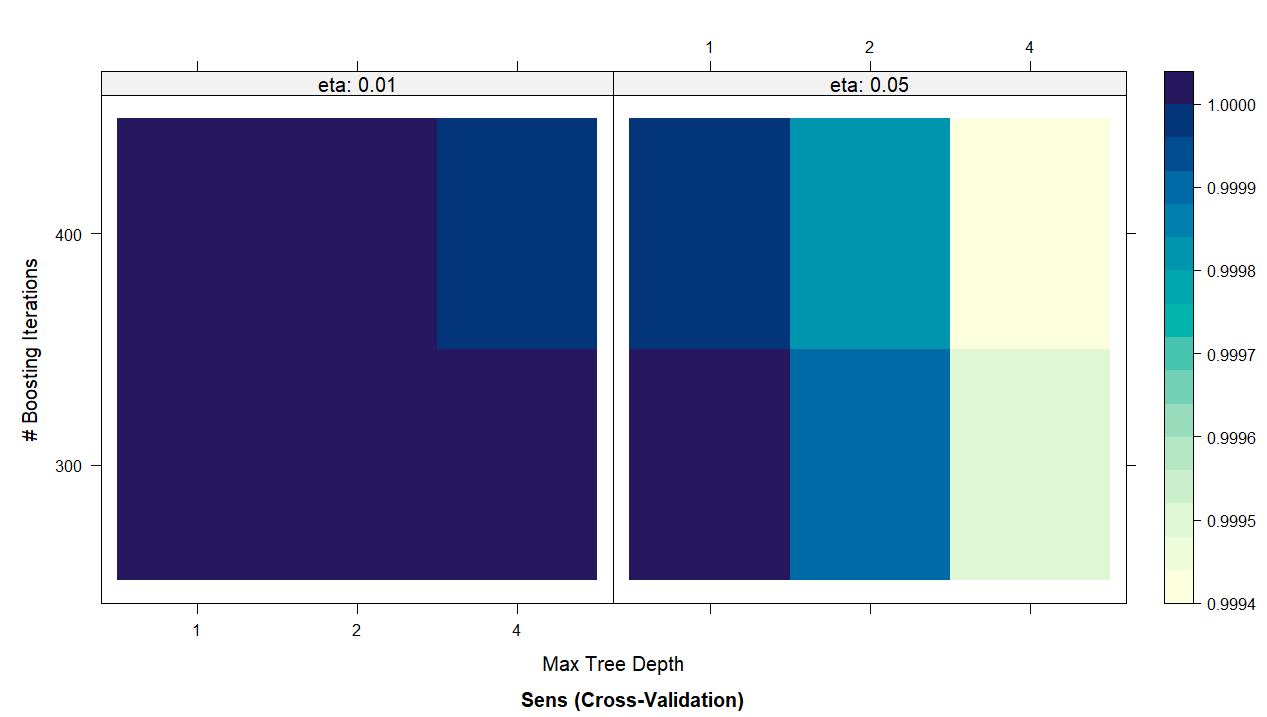 1 2 4
eta: 0.01 eta: 0.05
1.0000
0.9999
0.9998
0.9997
0.9996
0.9995
0.9994
# Boosting Iterations
400
300
1 2 4
Max Tree Depth
Sens (Cross-Validation)